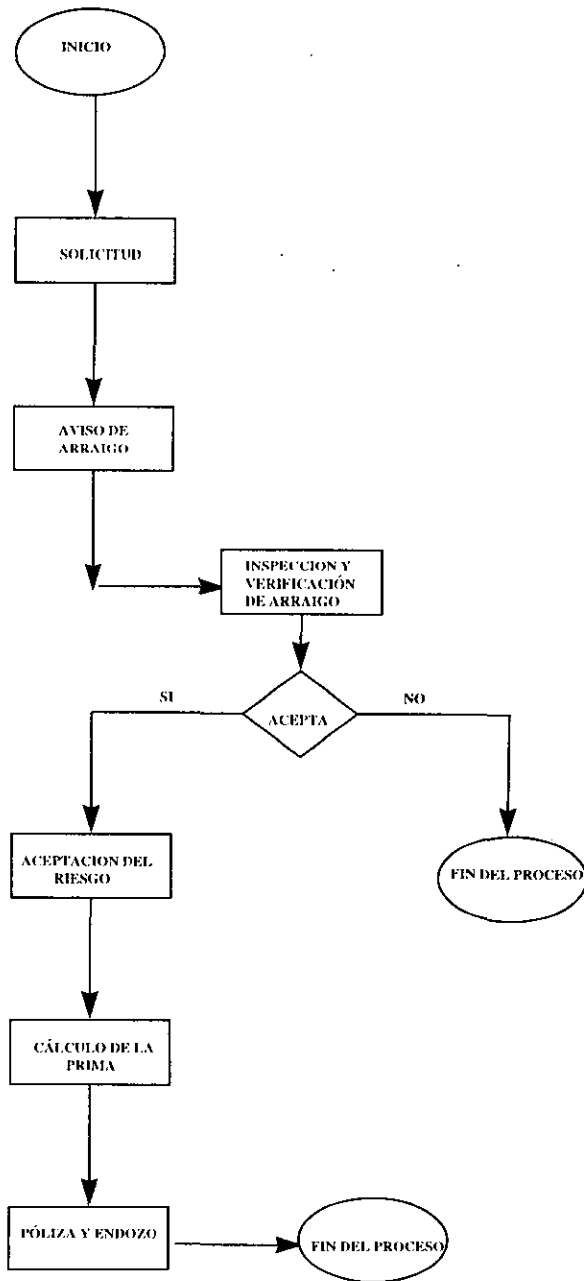 INICIO
SOLICITUD
AVISO DE
ARRAIGO
INSPECCION Y
VERIFICACIÓN
DE ARRAIGO
SI
ACEPTA
NO
ACEPTACION DEL
RIESGO
FIN DEL PROCESO
CÁLCULO DE LA
PRIMA
PÓLIZA Y ENDOZO
FIN DEL PROCESO